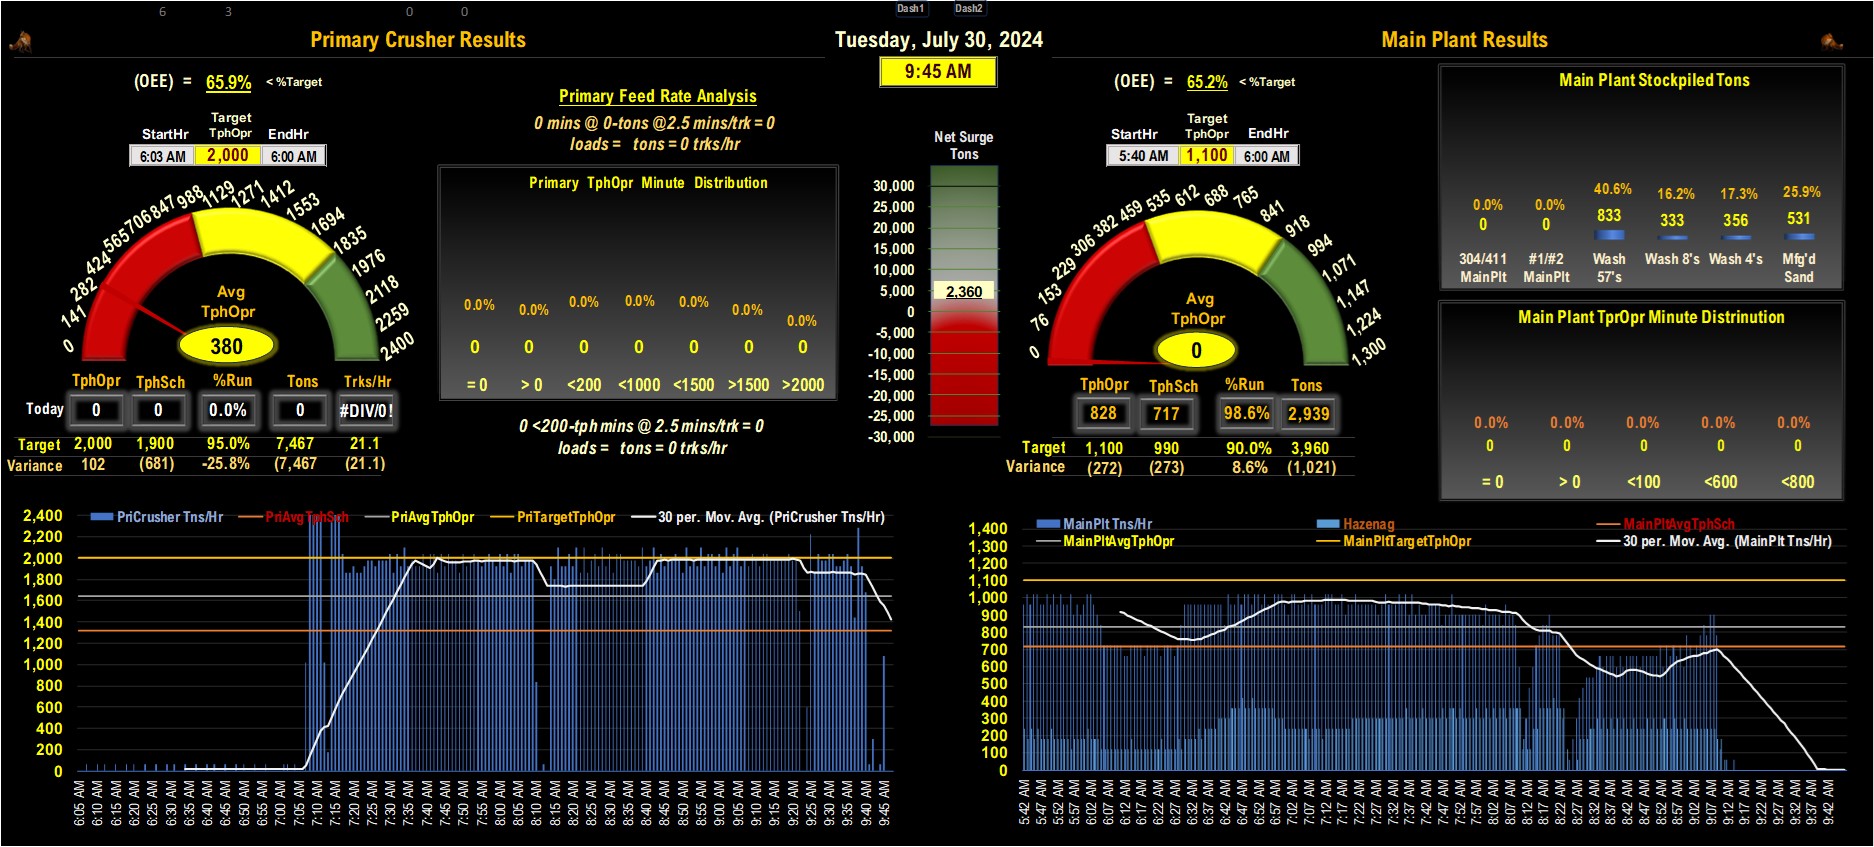 6 3 0 0 Dash1 Dash2
Primary Crusher Results
Tuesday, July 30, 2024
Main Plant Results
9:45 AM
(OEE) = 65.9% < %Target
Target
StartHr TphOpr EndHr
6:03 AM 2,000 6:00 AM
Primary Feed Rate Analysis
0 mins @ 0-tons @2.5 mins/trk = 0
loads = tons = 0 trks/hr
Primary TphOpr Minute Distribution
0.0% 0.0% 0.0% 0.0% 0.0% 0.0% 0.0%
0 0 0 0 0 0 0
= 0 > 0 <200 <1000 <1500 >1500 >2000
0 <200-tph mins @ 2.5 mins/trk = 0
loads = tons = 0 trks/hr
0 141 282 424 565 706 847 988 1129 1271 1412 1553 1694 1835 1976 2118 2259 2400
Avg
TphOpr
380
TphOpr TphSch %Run Tons Trks/Hr
Today 0 0 0.0% 0 #DIV/0!
Target 2,000 1,900 95.0% 7,467 21.1
Variance 102 (681) -25.8% (7,467 (21.1)
Net Surge
Tons
30,000
25,000
20,000
15,000
10,000
5,000
0
-5,000
-10,000
-15,000
-20,000
-25,000
-30,000
2,360
(OEE) = 65.2% < %Target
Target
StartHr TphOpr EndHr
5:40 AM 1,100 6:00 AM
0 76 153 229 306 382 459 535 612 688 765 841 918 994 1,071 1,147 1,224 1,300
Avg
TphOpr
0
TphOpr TphSch %Run Tons
828 717 98.6% 2,939
Target 1,100 990 90.0% 3,960
Variance (272) (273) 8.6% (1,021)
Main Plant Stockpiled Tons
0.0% 0.0% 40.6% 16.2% 17.3% 25.9%
0 0 833 333 356 531
304/411 #1/#2 Wash Wash 8's Wash 4's Mfg'd
MainPlt MainPlt 57's Sand
Main Plant TprOpr Minute Distrinution
0.0% 0.0% 0.0% 0.0% 0.0%
0 0 0 0 0
= 0 > 0 <100 <600 <800
PriCrusher Tns/Hr PriAvgTphSch PriAvgTphOpr PriTargetTphOpr 30 per. Mov. Avg. (PriCrusher Tns/Hr)
2,400
2,200
2,000
1,800
1,600
1,400
1,200
1,000
800
600
400
200
0
6:05 AM 6:10 AM 6:15 AM 6:20 AM 6:25 AM 6:30 AM 6:35 AM 6:40 AM 6:45 AM 6:50 AM 6:55 AM 7:00 AM 7:05 AM 7:10 AM 7:15 AM 7:20 AM 7:25 AM 7:30 AM 7:35 AM 7:40 AM 7:45 AM 7:50 AM 7:55 AM 8:00 AM 8:05 AM 8:10 AM 8:15 AM 8:20 AM 8:25 AM 8:30 AM 8:35 AM 8:40 AM 8:45 AM 8:50 AM 8:55 AM 9:00 AM 9:05 AM 9:10 AM 9:15 AM 9:20 AM 9:25 AM 9:30 AM 9:35 AM 9:40 AM 9:45 AM
MainPlt Tns/Hr Hazenag MainPltAvgTphSch
MainPltAvgTphOpr MainPltTargetTphOpr 30 per. Mov. Avg. (MainPlt Tns/Hr)
1,400
1,300
1,200
1,100
1,000
900
800
700
600
500
400
300
200
100
0
5:42 AM 5:47 AM 5:52 AM 5:57 AM 6:02 AM 6:07 AM 6:12 AM 6:17 AM 6:22 AM 6:27 AM 6:32 AM 6:37 AM 6:42 AM 6:47 AM 6:52 AM 6:57 AM 7:02 AM 7:07 AM 7:12 AM 7:17 AM 7:22 AM 7:27 AM 7:32 AM 7:37 AM 7:42 AM 7:47 AM 7:52 AM 7:57 AM 8:02 AM 8:07 AM 8:12 AM 8:17 AM 8:22 AM 8:27 AM 8:32 AM 8:37 AM 8:42 AM 8:47 AM 8:52 AM 8:57 AM 9:02 AM 9:07 AM 9:12 AM 9:17 AM 9:22 AM 9:27 AM 9:32 AM 9:37 AM 9:42 AM